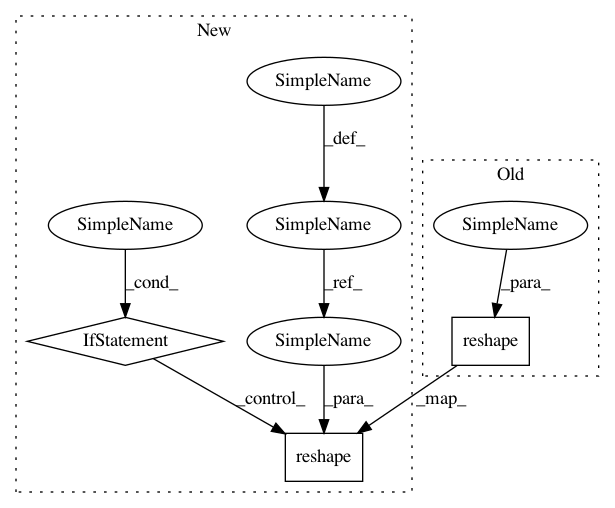 New
SimpleName
_def_
Old
SimpleName
SimpleName
SimpleName
_cond_
_ref_
_para_
IfStatement
SimpleName
reshape
_control_
_para_
_map_
reshape